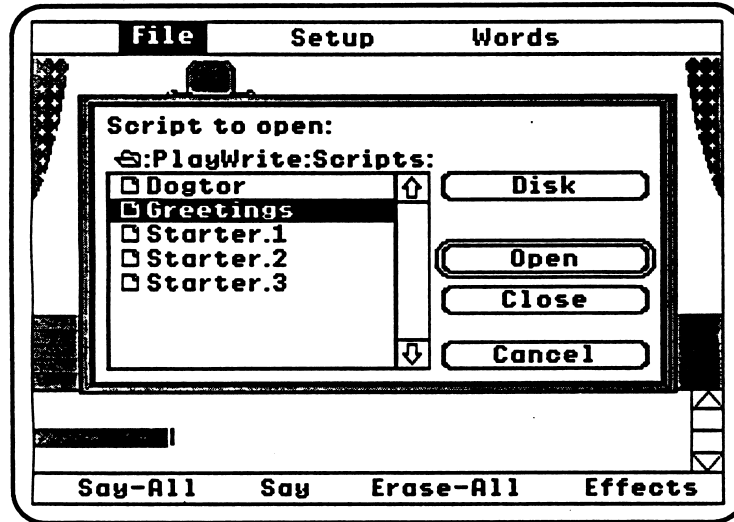 File Setup Words
Script to open:
:PlayWrite:Scripts:
Dogtor
Disk
Greetings
Starter.1
Starter.2
Open
Starter.3
Close
Cancel
Say-All Say Erase-All Effects